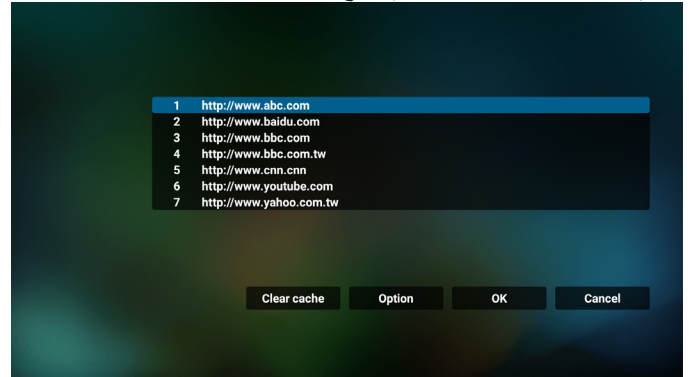 1 http://www.abc.com
2 http://www.baidu.com
3 http://www.bbc.com
4 http://www.bbc.com.tw
5 http://www.cnn.cnn
6 http://www.youtube.com
7 http://www.yahoo.com.tw
Clear cache Option OK Cancel